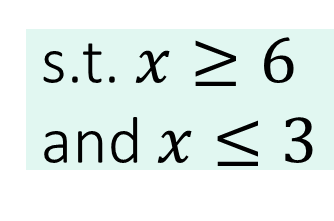 s.t. 𝑥 ≥ 6
and 𝑥 ≤ 3